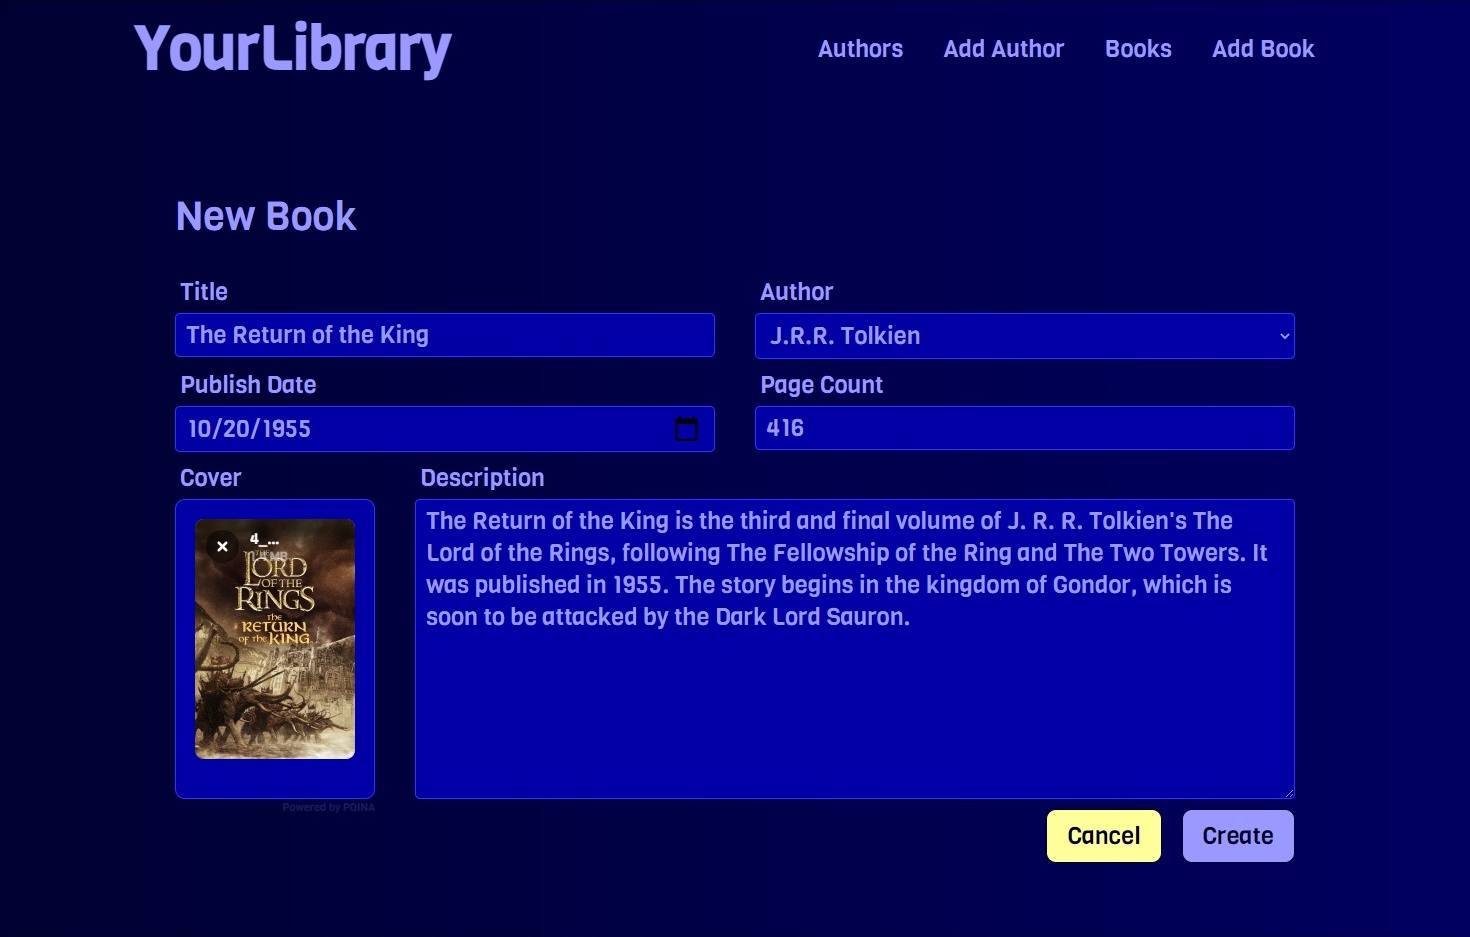 YourLibrary
Authors
Add Author
Books
Add Book
New Book
Title
Author
The Return of the King
J.R.R. Tolkien
Publish Date
Page Count
10/20/1955
416
Cover
Description
4_...
THE LORD
OF THE
RINGS
THE
RETURN
OF THE KING
The Return of the King is the third and final volume of J. R. R. Tolkien's The
Lord of the Rings, following The Fellowship of the Ring and The Two Towers. It
was published in 1955. The story begins in the kingdom of Gondor, which is
soon to be attacked by the Dark Lord Sauron.
Powered by PQINA
Cancel
Create